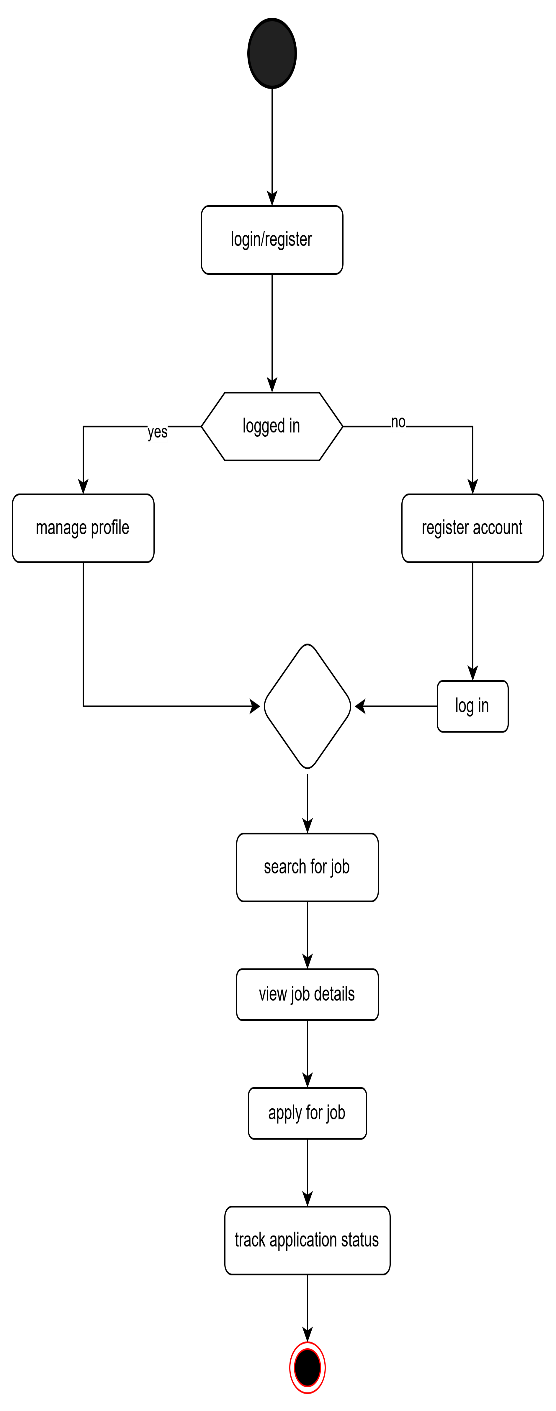 login/register
logged in
yes
no
manage profile
register account
log in
search for job
view job details
apply for job
track application status